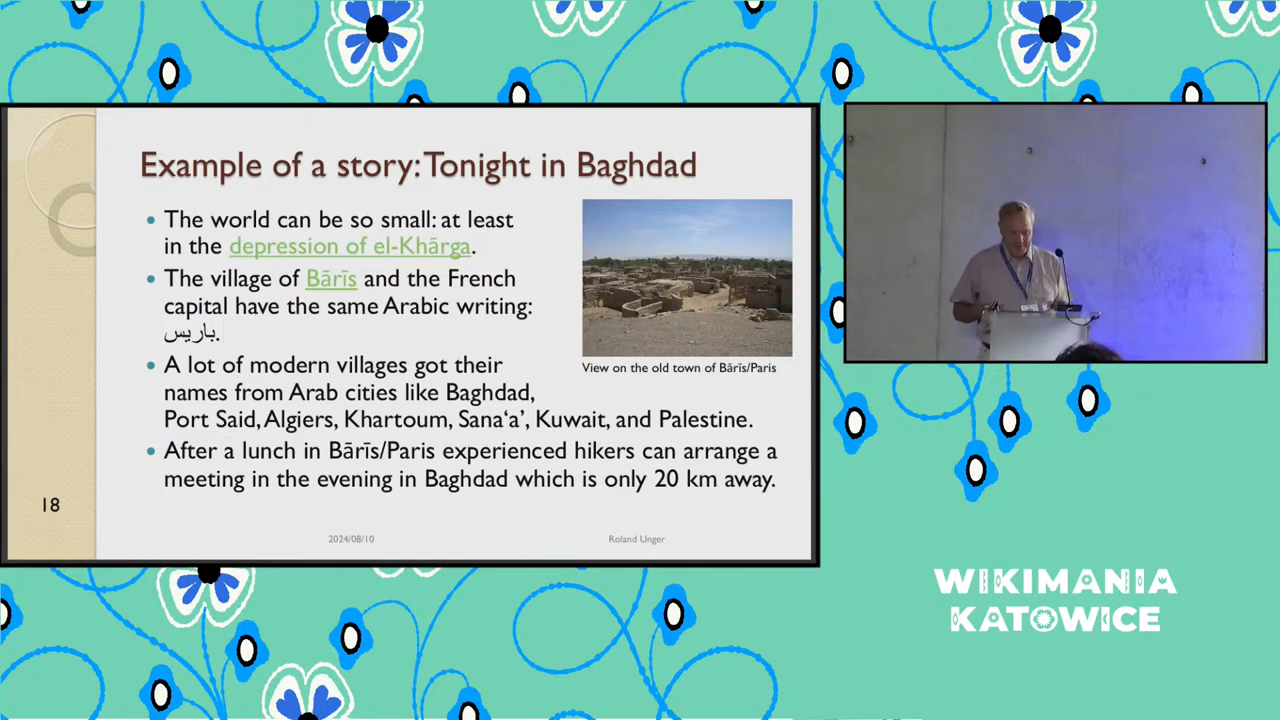 Example of a story: Tonight in Baghdad
• The world can be so small: at least
in the depression of el-Khārga.
• The village of Bārīs and the French
capital have the same Arabic writing:
باريس.
• A lot of modern villages got their
names from Arab cities like Baghdad,
Port Said, Algiers, Khartoum, Sana‘a’, Kuwait, and Palestine.
• After a lunch in Bārīs/Paris experienced hikers can arrange a
meeting in the evening in Baghdad which is only 20 km away.
View on the old town of Bārīs/Paris
18
2024/08/10
Roland Unger
WIKIMANIA
KATOWICE